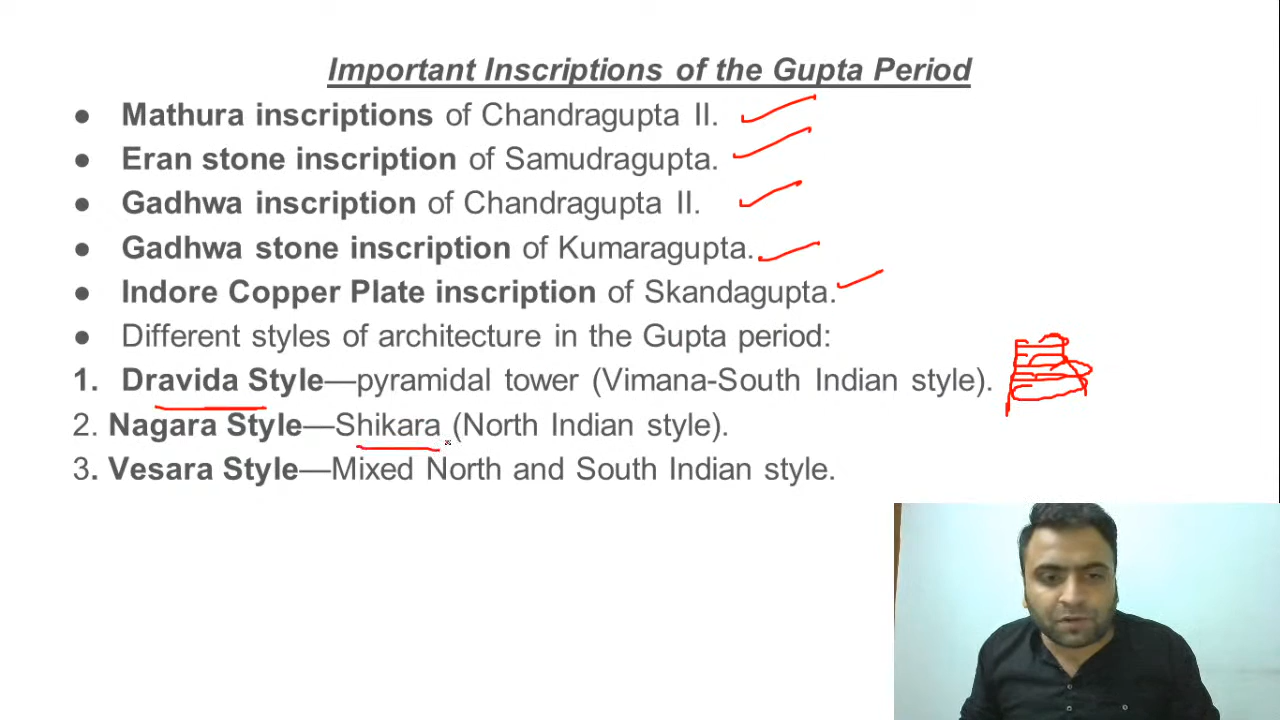 Important Inscriptions of the Gupta Period
● Mathura inscriptions of Chandragupta II.
● Eran stone inscription of Samudragupta.
● Gadhwa inscription of Chandragupta II.
● Gadhwa stone inscription of Kumaragupta.
● Indore Copper Plate inscription of Skandagupta.
● Different styles of architecture in the Gupta period:
1. Dravida Style—pyramidal tower (Vimana-South Indian style).
2. Nagara Style—Shikara (North Indian style).
3. Vesara Style—Mixed North and South Indian style.